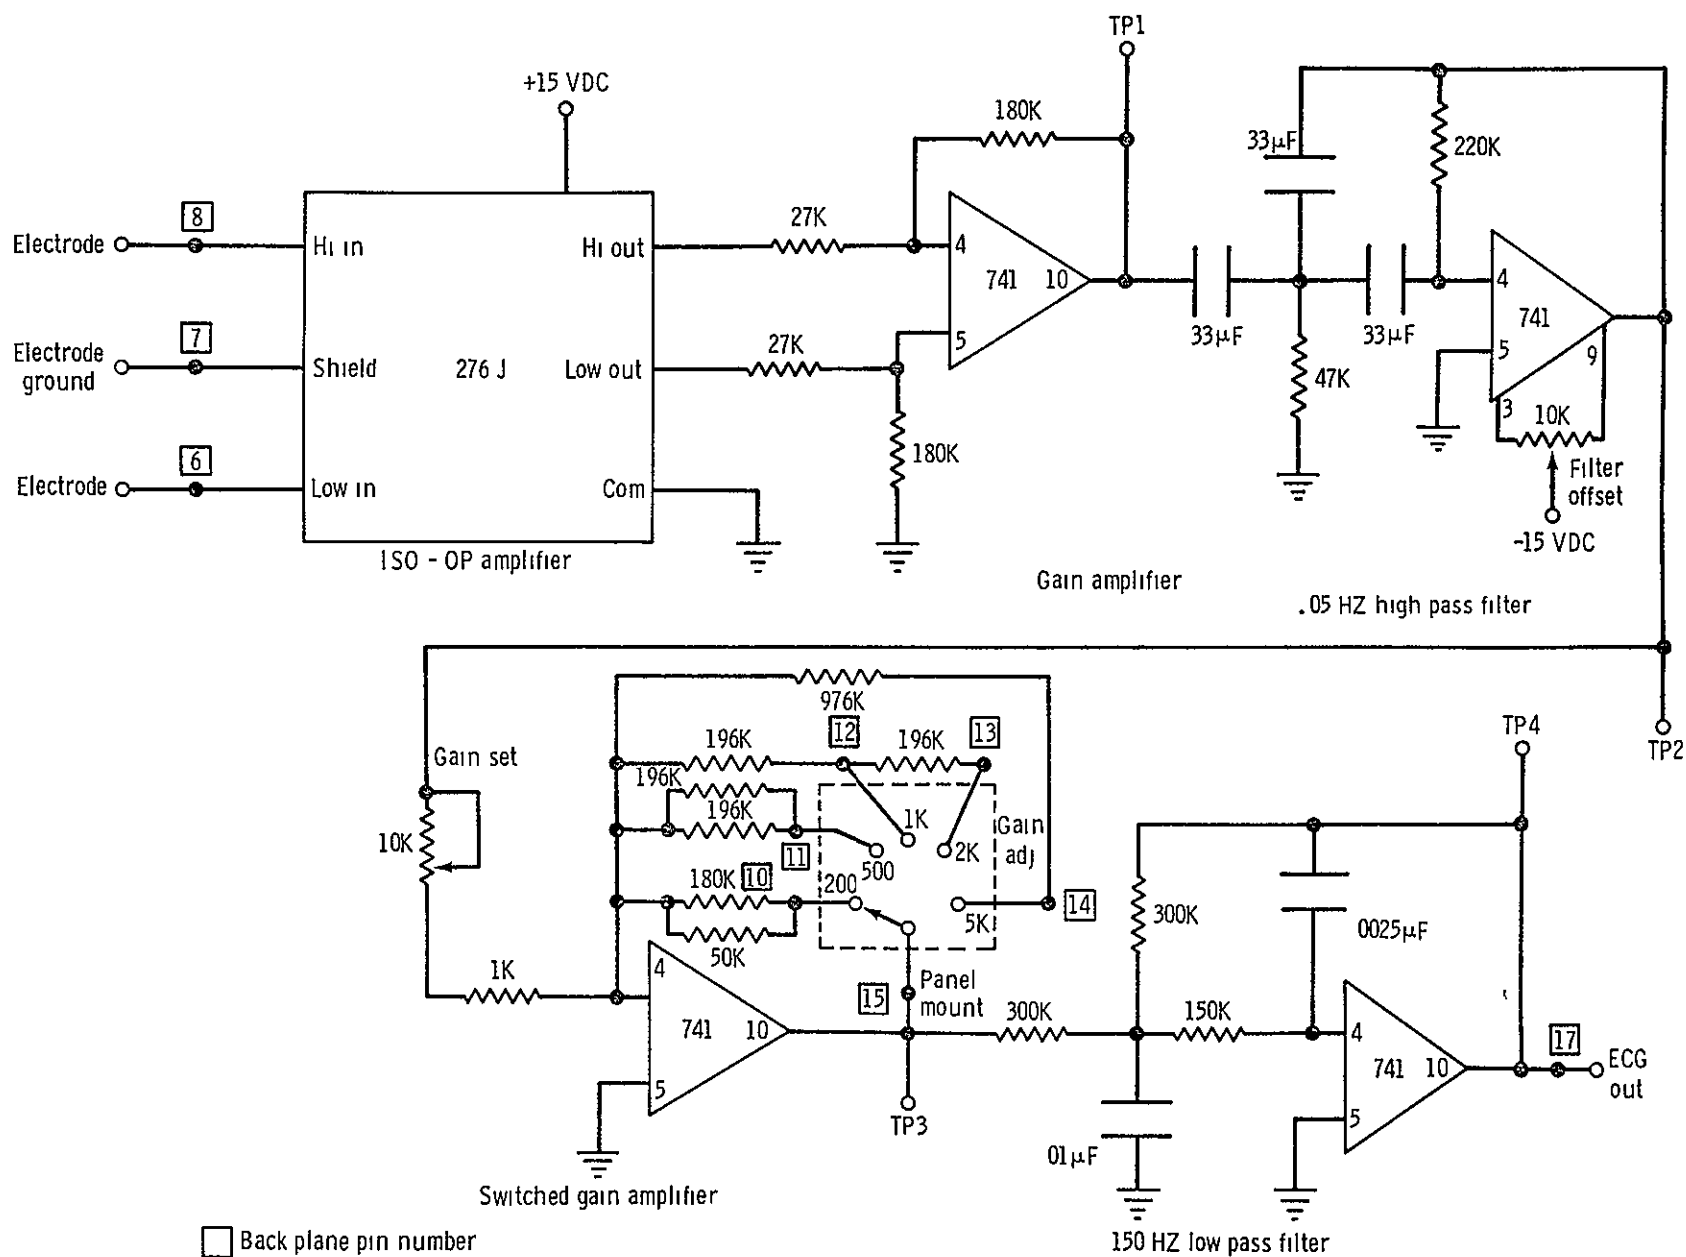 TP1
+15 VDC
180K
33µF
220K
8
Electrode
Hi in
Hi out
27K
4
741
10
5
33µF
33µF
4
741
5
9
3
7
Electrode
ground
Shield
276 J
Low out
27K
47K
10K
Filter
offset
-15 VDC
180K
6
Electrode
Low in
Com
ISO - OP amplifier
Gain amplifier
.05 HZ high pass filter
976K
12
13
TP4
TP2
Gain set
196K
196K
196K
196K
1K
Gain
adj
10K
11
500
2K
180K
10
200
5K
14
300K
0025µF
50K
1K
4
741
10
5
15
Panel
mount
300K
150K
4
741
10
5
17
ECG
out
TP3
01µF
Switched gain amplifier
Back plane pin number
150 HZ low pass filter